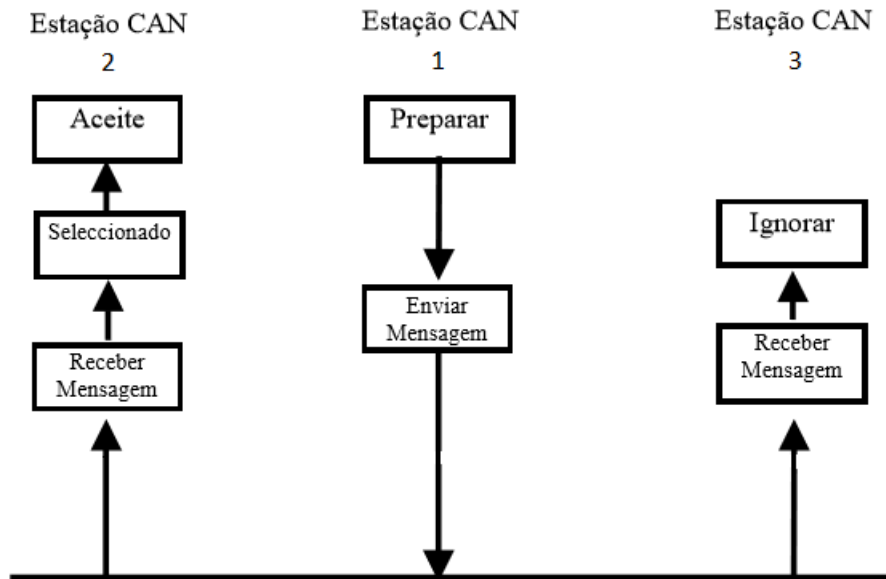 Estação CAN
2
Aceite
Seleccionado
Receber
Mensagem
Estação CAN
1
Preparar
Enviar
Mensagem
Estação CAN
3
Ignorar
Receber
Mensagem